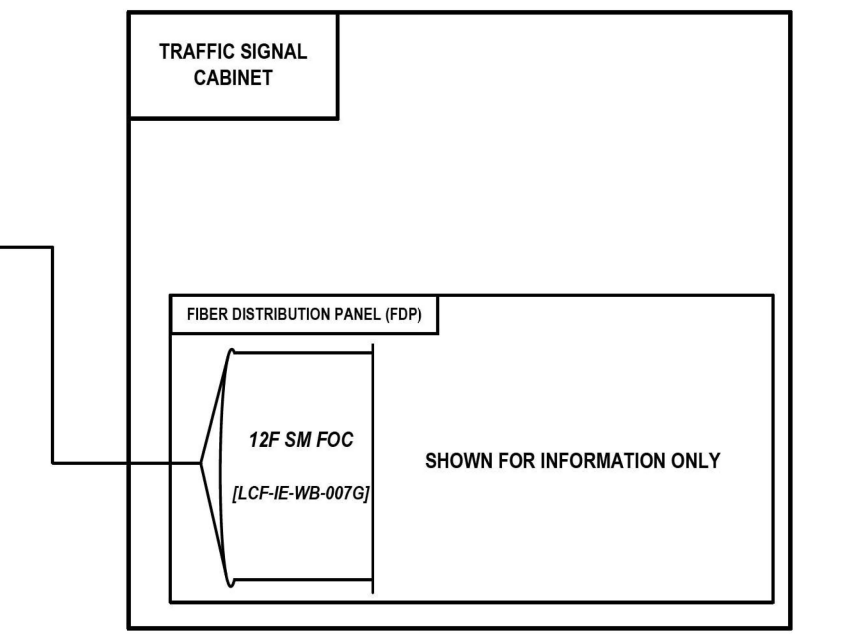 TRAFFIC SIGNAL
CABINET
FIBER DISTRIBUTION PANEL (FDP)
12F SM FOC
[LCF-IE-WB-007G]
SHOWN FOR INFORMATION ONLY